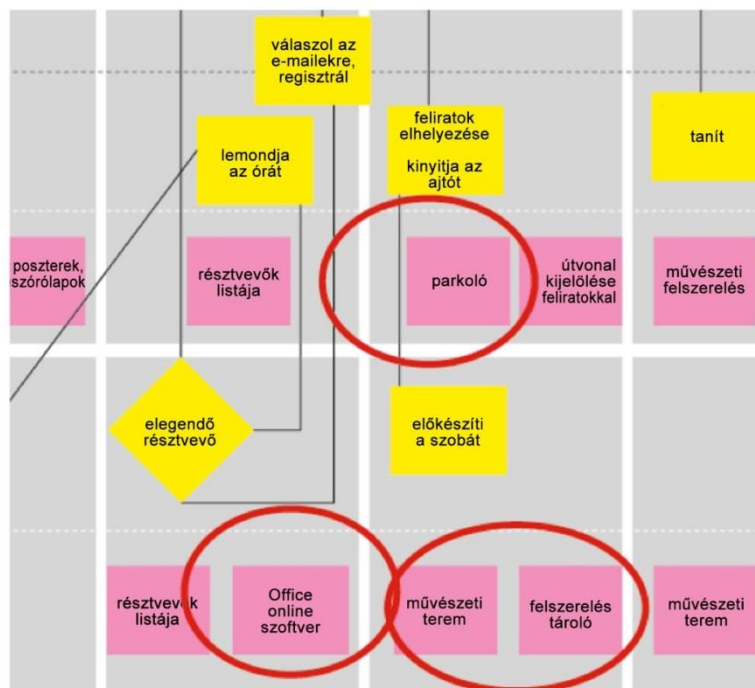 válaszol az
e-mailekre,
regisztrál
lemondja
az órát
feliratok
elhelyezése
kinyitja az
ajtót
tanít
poszterek,
szórólapok
résztvevők
listája
parkoló
útvonal
kijelölése
feliratokkal
művészeti
felszerelés
elegendő
résztvevő
előkészíti
a szobát
résztvevők
listája
Office
online
szoftver
művészeti
terem
felszerelés
tároló
művészeti
terem